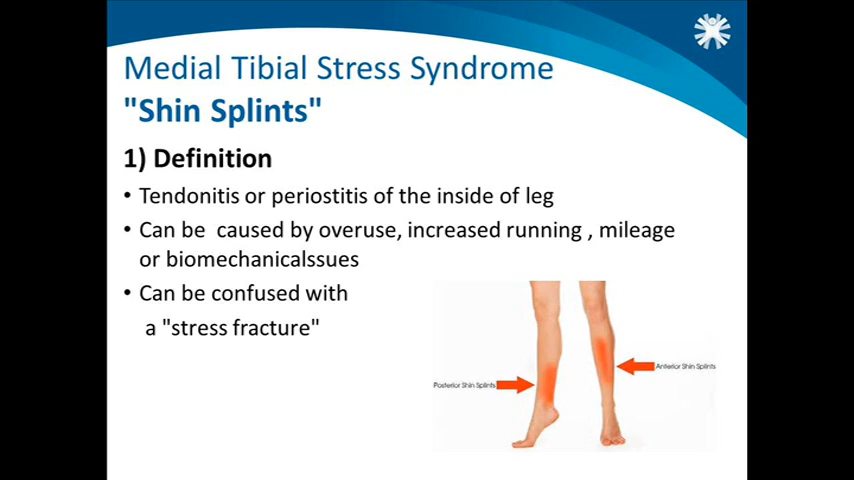 Medial Tibial Stress Syndrome
"Shin Splints"
1) Definition
• Tendonitis or periostitis of the inside of leg
• Can be  caused by overuse, increased running , mileage
or biomechanicalssues
• Can be confused with
a "stress fracture"
Posterior Shin Splints
Anterior Shin Splints